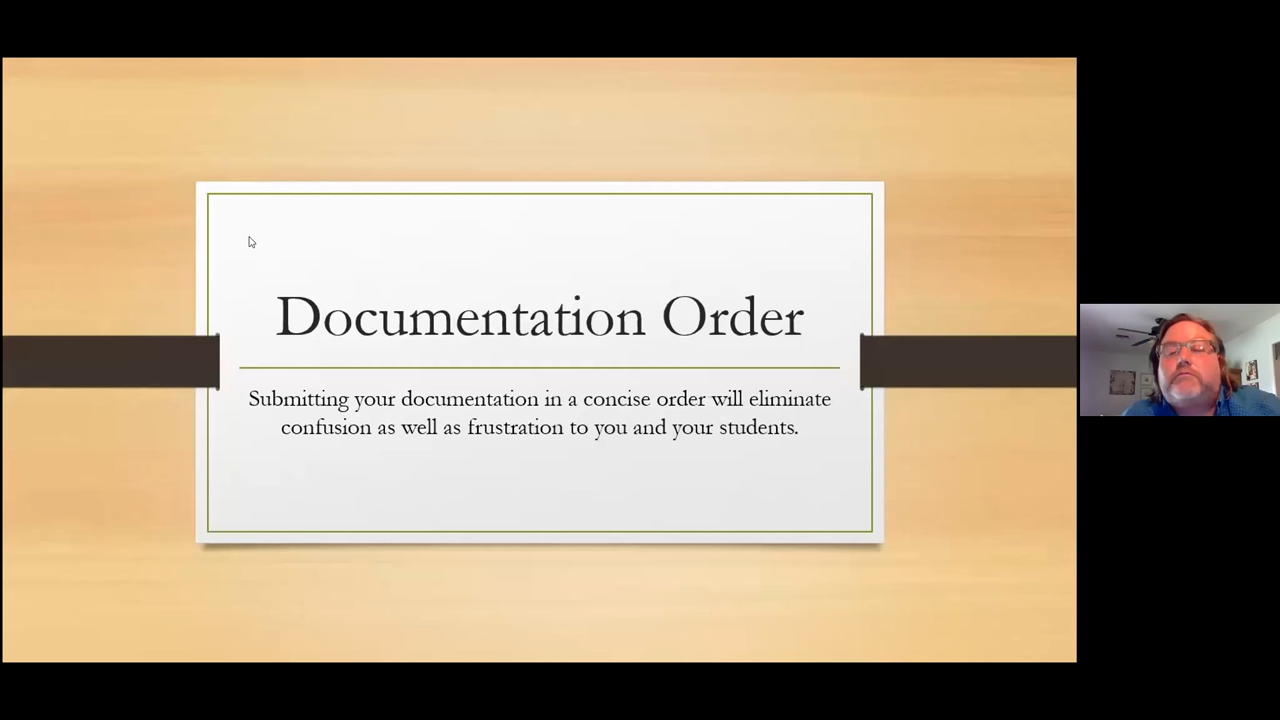 Documentation Order
Submitting your documentation in a concise order will eliminate
confusion as well as frustration to you and your students.